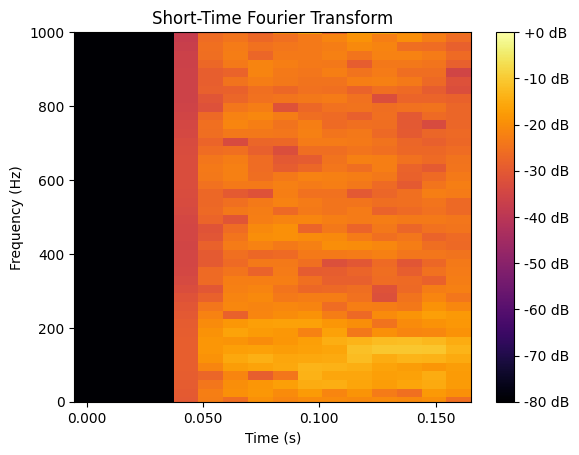 Short-Time Fourier Transform
1000
800
600
400
200
0
Frequency (Hz)
0.000
0.050
0.100
0.150
Time (s)
+0 dB
-10 dB
-20 dB
-30 dB
-40 dB
-50 dB
-60 dB
-70 dB
-80 dB